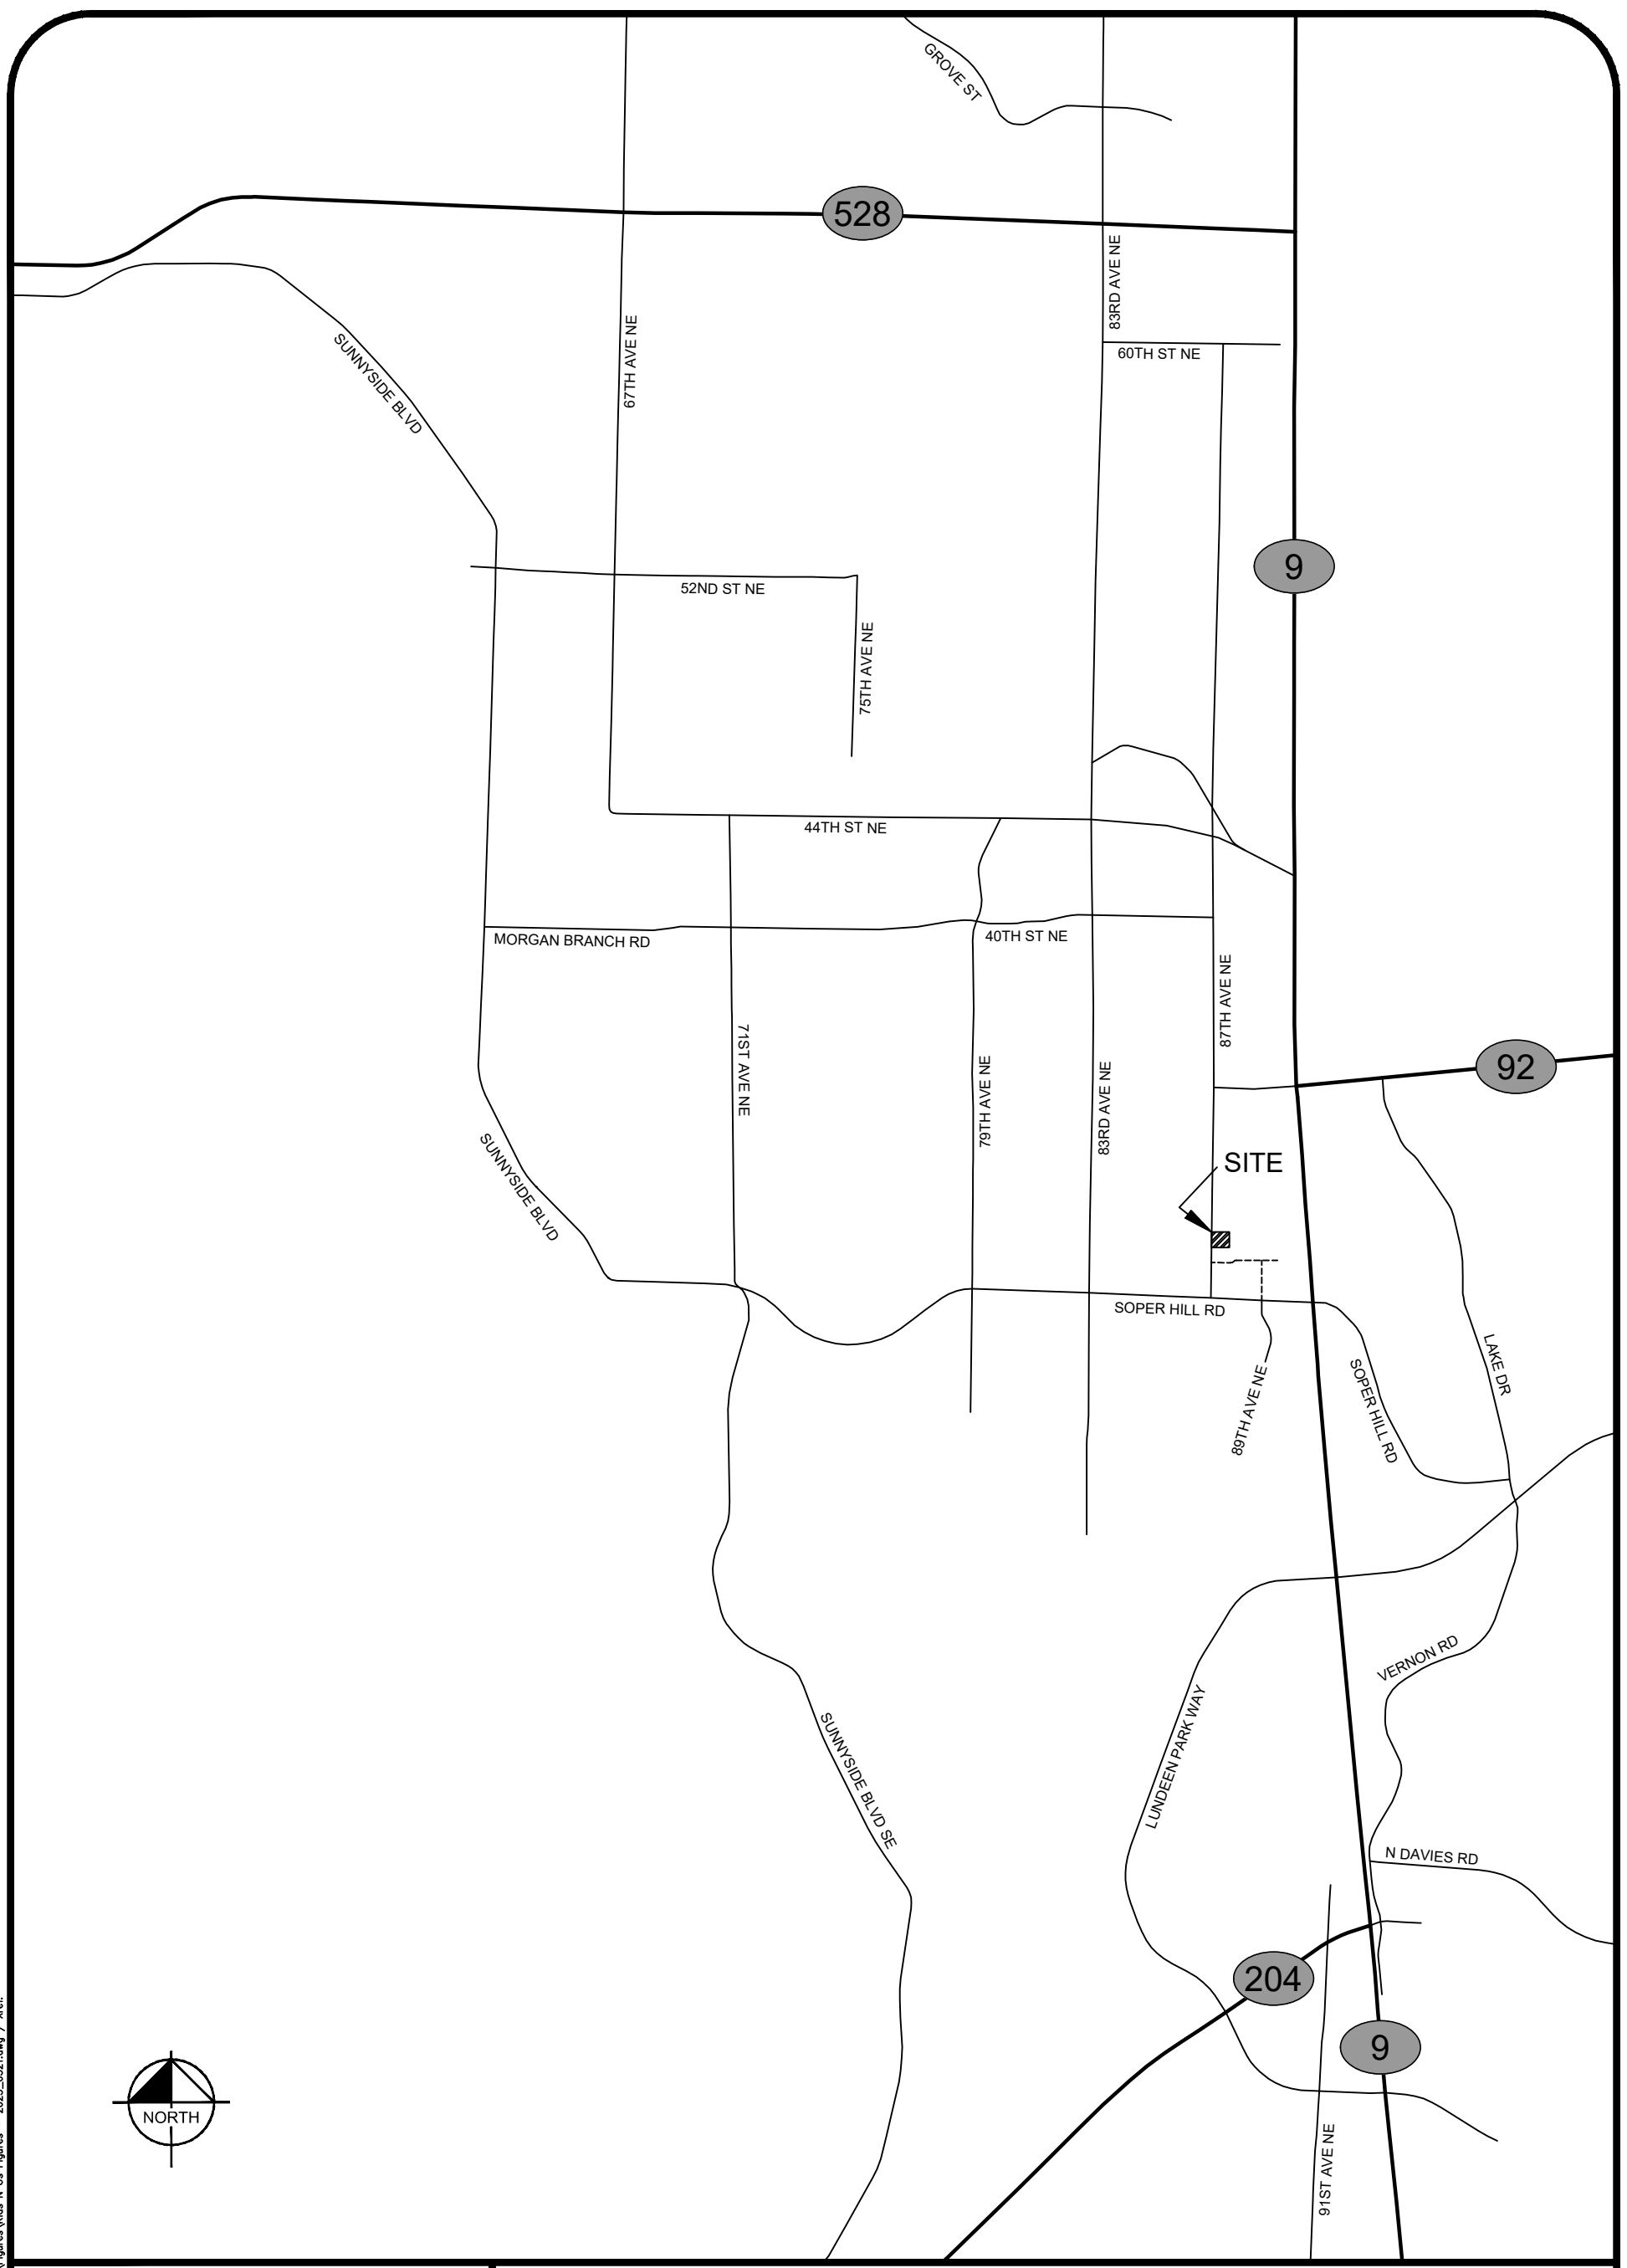 GROVE ST
528
83RD AVE NE
67TH AVE NE
60TH ST NE
SUNNYSIDE BLVD
9
52ND ST NE
75TH AVE NE
44TH ST NE
MORGAN BRANCH RD
40TH ST NE
87TH AVE NE
71ST AVE NE
79TH AVE NE
83RD AVE NE
92
SUNNYSIDE BLVD
SITE
SOPER HILL RD
89TH AVE NE
SOPER HILL RD
LAKE DR
VERNON RD
LUNDEEN PARK WAY
SUNNYSIDE BLVD SE
N DAVIES RD
204
9
NORTH
91ST AVE NE